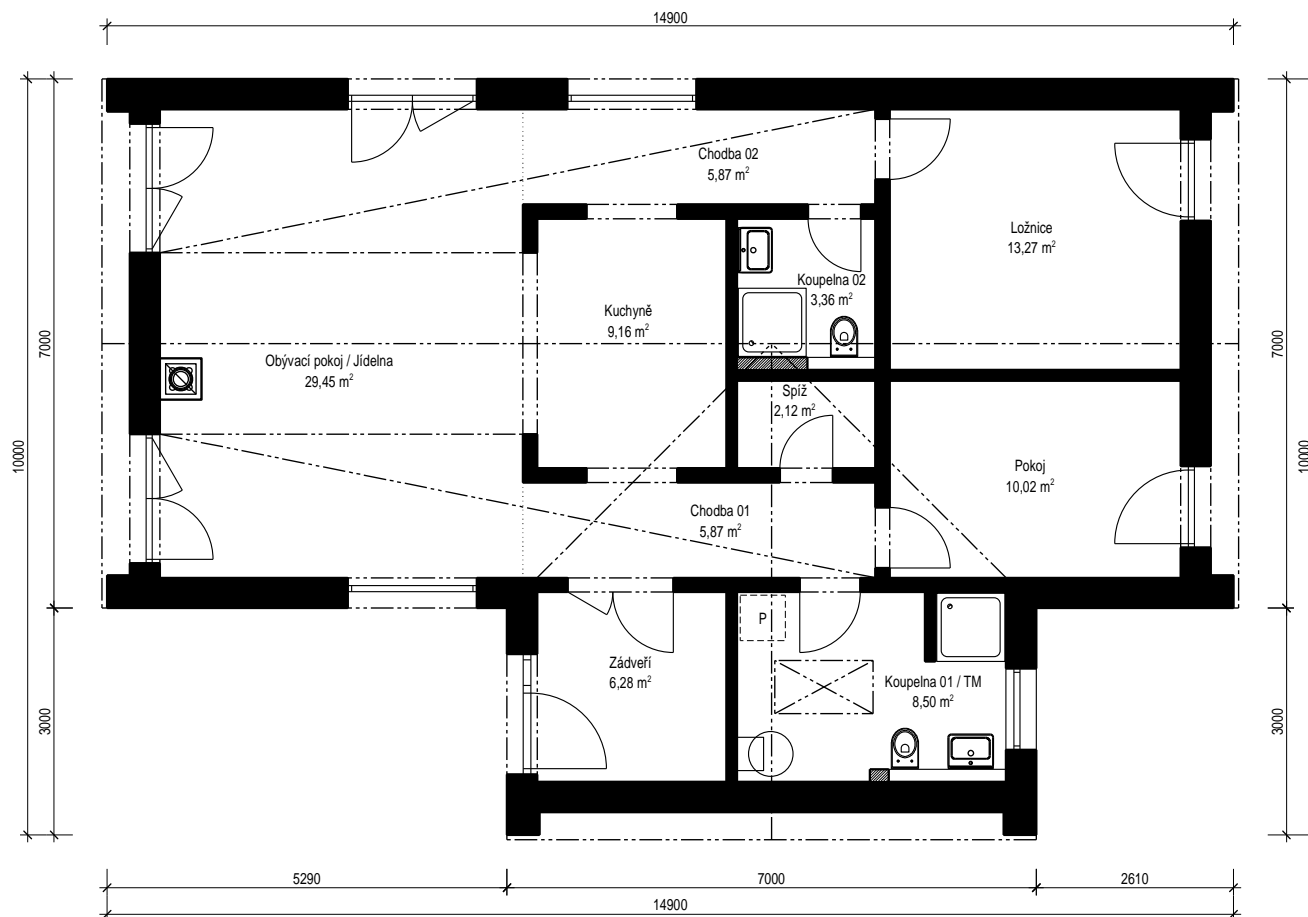 14900
Chodba 02
5,87 m²
Ložnice
13,27 m²
Koupelna 02
3,36 m²
Kuchyně
9,16 m²
7000
7000
Obývací pokoj / Jídelna
29,45 m²
Spíž
2,12 m²
10000
10000
Pokoj
10,02 m²
Chodba 01
5,87 m²
P
Zádveří
6,28 m²
Koupelna 01 / TM
8,50 m²
3000
3000
5290
7000
2610
14900